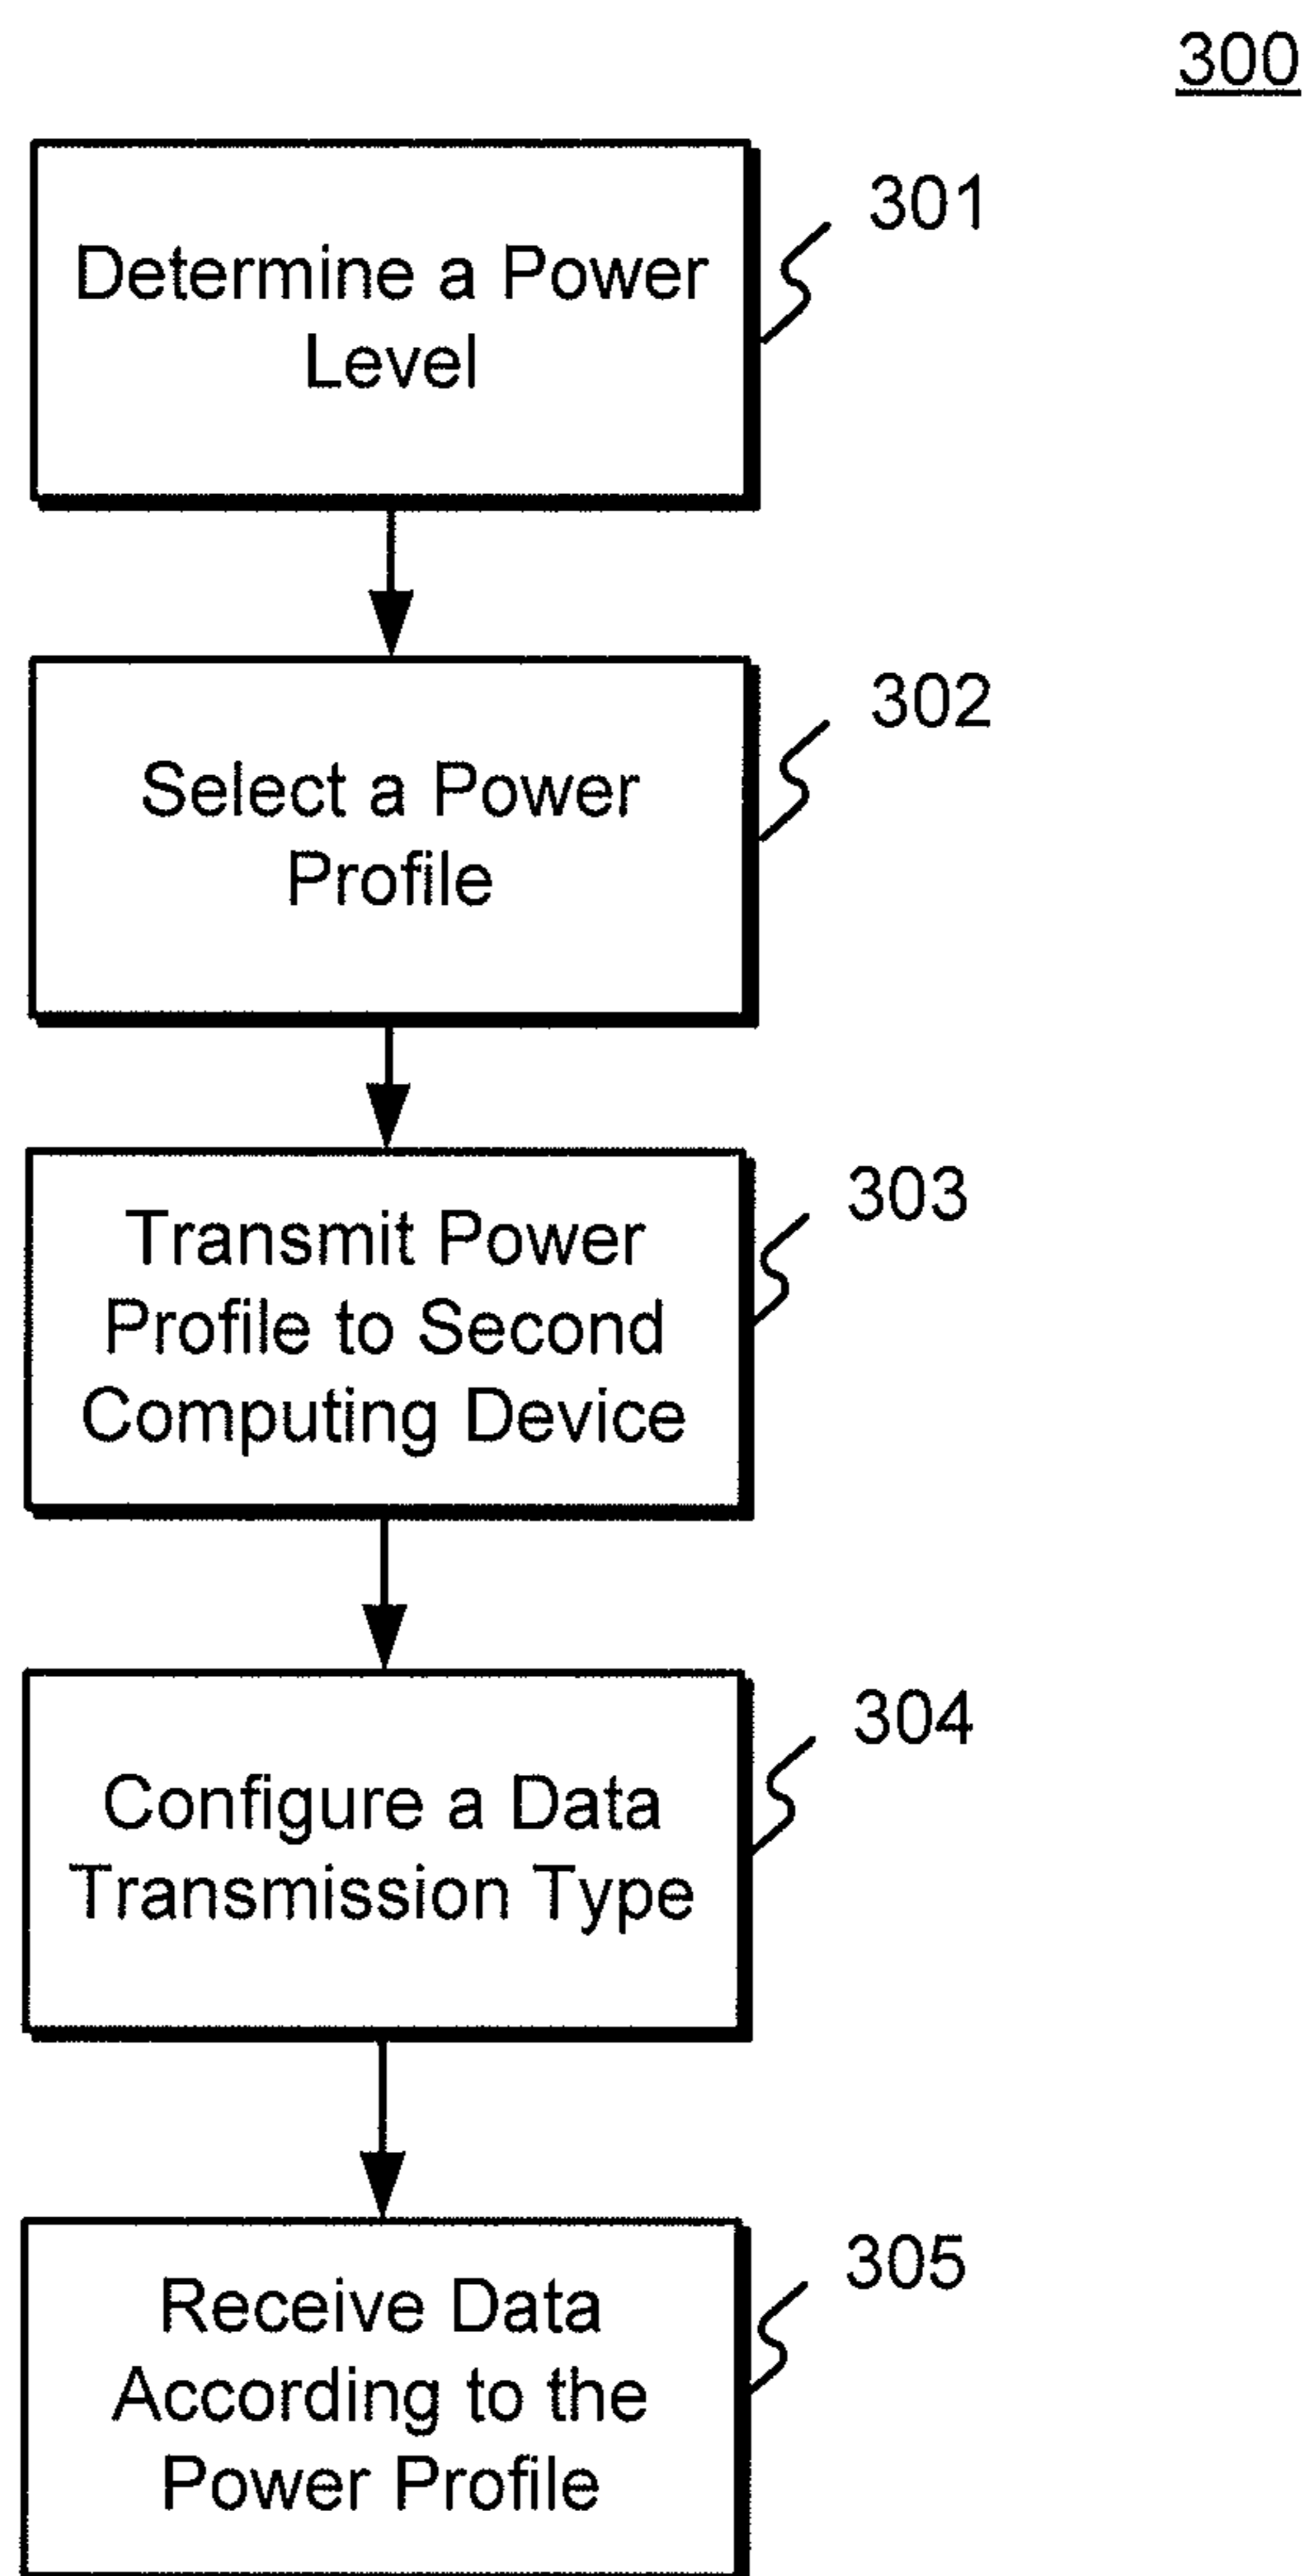 300
301
Determine a Power
Level
302
Select a Power
Profile
303
Transmit Power
Profile to Second
Computing Device
304
Configure a Data
Transmission Type
305
Receive Data
According to the
Power Profile